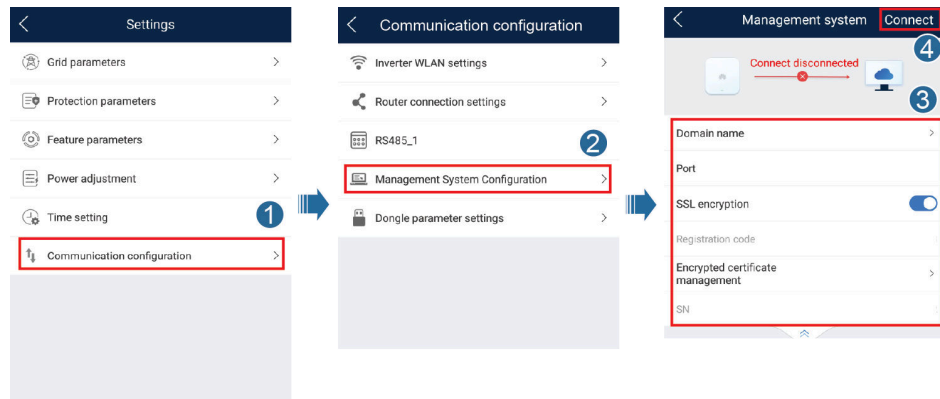 Settings
Grid parameters
Protection parameters
Feature parameters
Power adjustment
Time setting
1
Communication configuration
Communication configuration
Inverter WLAN settings
Router connection settings
RS485_1
2
Management System Configuration
Dongle parameter settings
Management system Connect
4
Connect disconnected
3
Domain name
Port
SSL encryption
Registration code
Encrypted certificate
management
SN